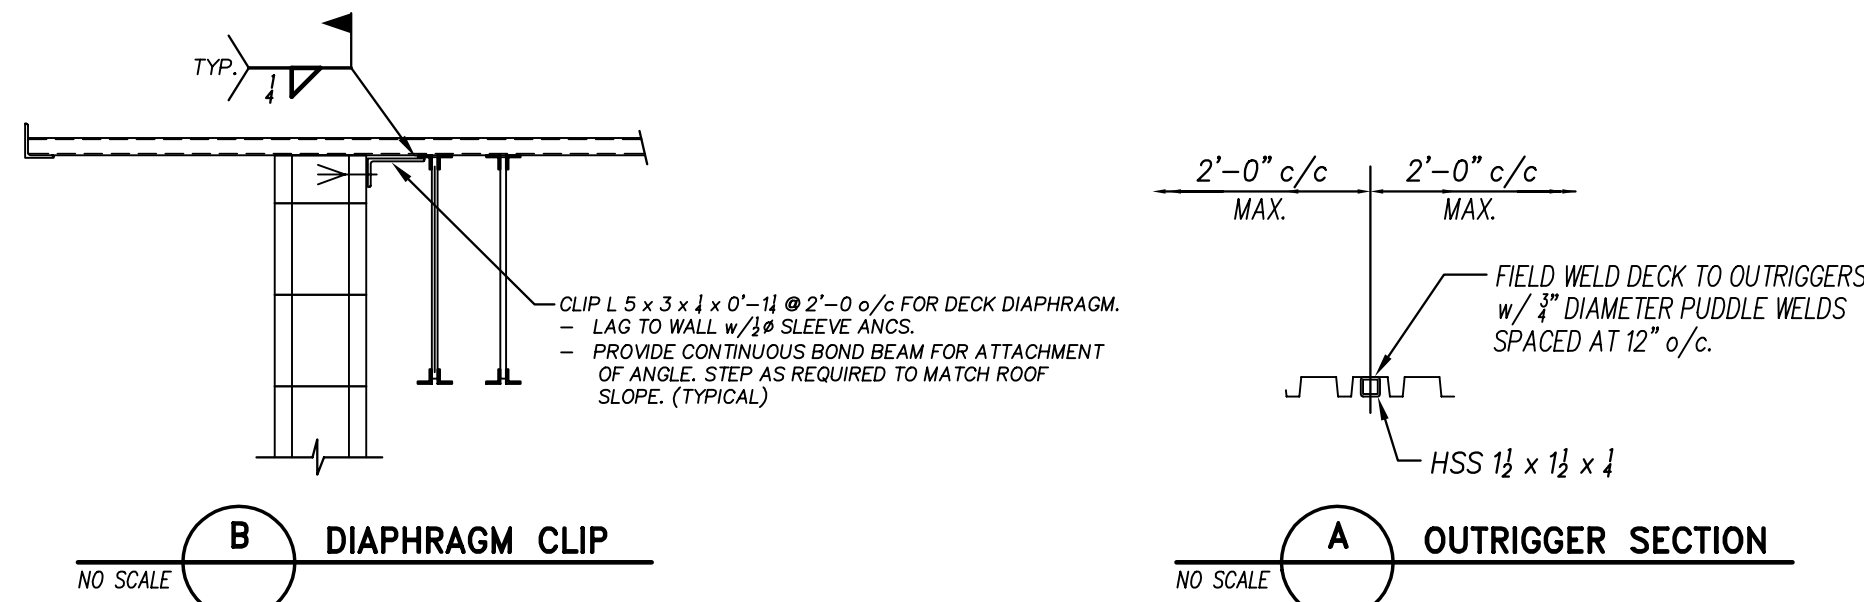 TYP.
1/4
CLIP L 5 x 3 x 1/4 x 0'-1 1/4 @ 2'-0 o/c FOR DECK DIAPHRAGM.
- LAG TO WALL w/ 1/2 ø SLEEVE ANCS.
- PROVIDE CONTINUOUS BOND BEAM FOR ATTACHMENT
OF ANGLE. STEP AS REQUIRED TO MATCH ROOF
SLOPE. (TYPICAL)
B DIAPHRAGM CLIP
NO SCALE
2'-0" c/c 2'-0" c/c
MAX. MAX.
FIELD WELD DECK TO OUTRIGGERS
w/ 3/4" DIAMETER PUDDLE WELDS
SPACED AT 12" o/c.
HSS 1 1/2 x 1 1/2 x 1/4
A OUTRIGGER SECTION
NO SCALE